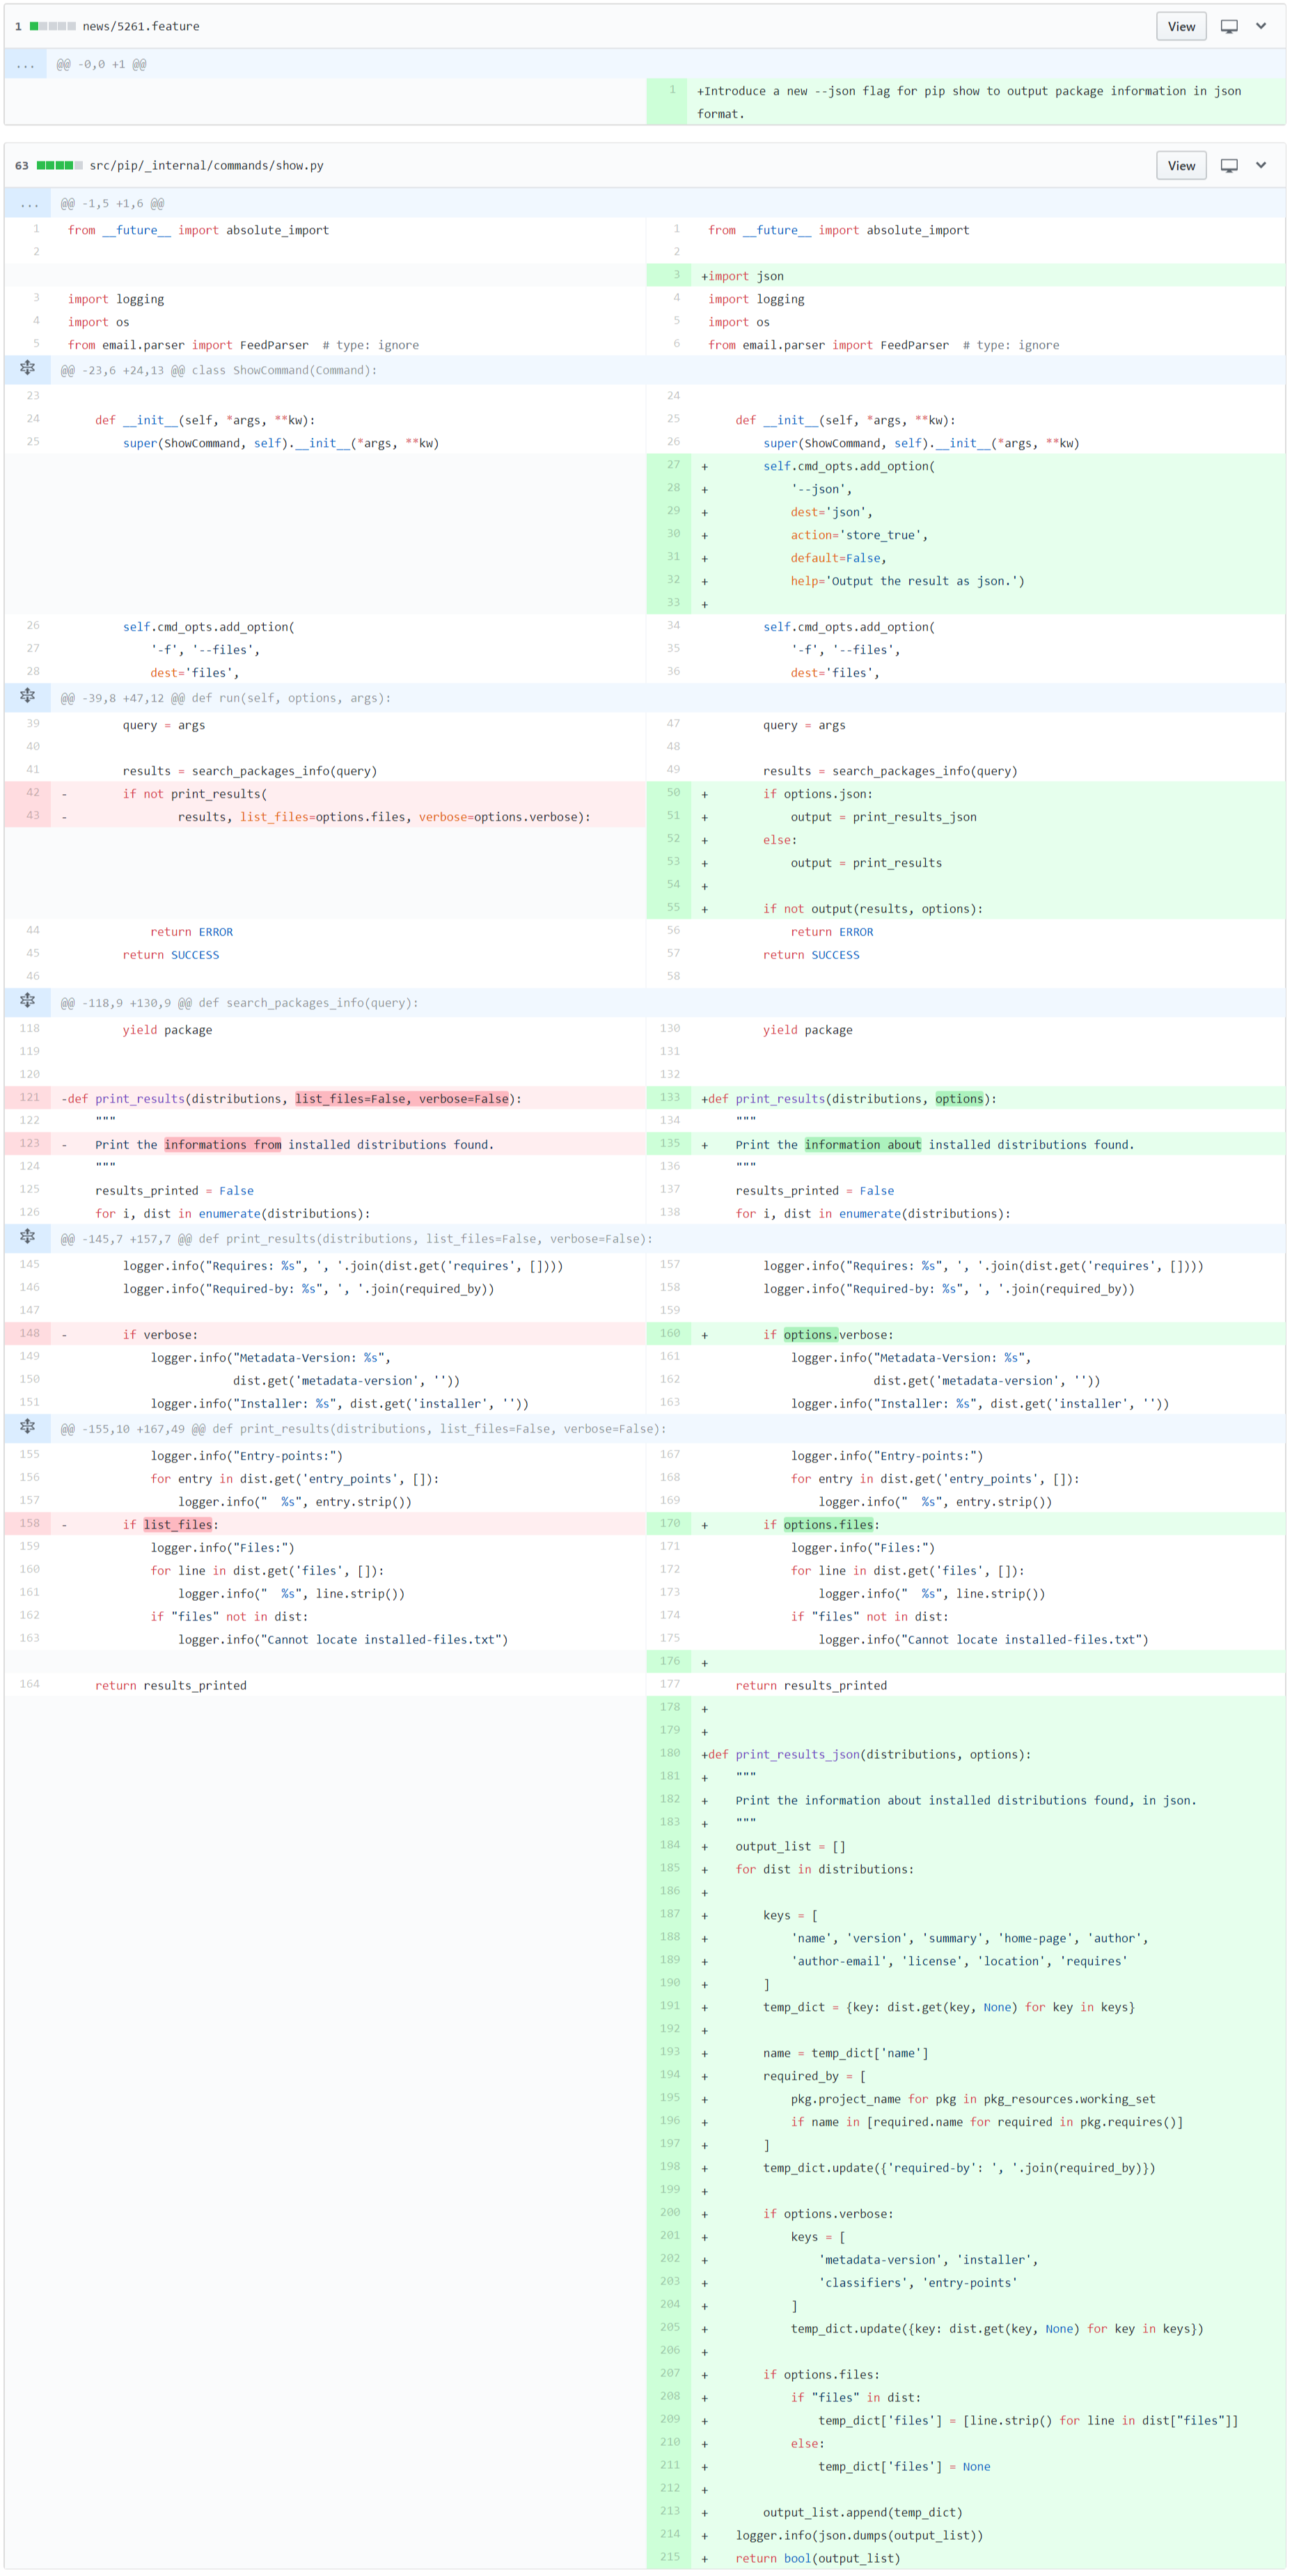 1 news/5261.feature View
... @@ -0,0 +1 @@
1 +Introduce a new --json flag for pip show to output package information in json
format.
63 src/pip/_internal/commands/show.py View
... @@ -1,5 +1,6 @@
1 from __future__ import absolute_import 1 from __future__ import absolute_import
2 2
3 +import json
3 import logging 4 import logging
4 import os 5 import os
5 from email.parser import FeedParser # type: ignore 6 from email.parser import FeedParser # type: ignore
@@ -23,6 +24,13 @@ class ShowCommand(Command):
23 24
24 def __init__(self, *args, **kw): 25 def __init__(self, *args, **kw):
25 super(ShowCommand, self).__init__(*args, **kw) 26 super(ShowCommand, self).__init__(*args, **kw)
27 + self.cmd_opts.add_option(
28 + '--json',
29 + dest='json',
30 + action='store_true',
31 + default=False,
32 + help='Output the result as json.')
33 +
26 self.cmd_opts.add_option( 34 self.cmd_opts.add_option(
27 '-f', '--files', 35 '-f', '--files',
28 dest='files', 36 dest='files',
@@ -39,8 +47,12 @@ def run(self, options, args):
39 query = args 47 query = args
40 48
41 results = search_packages_info(query) 49 results = search_packages_info(query)
42 - if not print_results( 50 + if options.json:
43 - results, list_files=options.files, verbose=options.verbose): 51 + output = print_results_json
52 + else:
53 + output = print_results
54 +
55 + if not output(results, options):
44 return ERROR 56 return ERROR
45 return SUCCESS 57 return SUCCESS
46 58
@@ -118,9 +130,9 @@ def search_packages_info(query):
118 yield package 130 yield package
119 131
120 132
121 -def print_results(distributions, list_files=False, verbose=False): 133 +def print_results(distributions, options):
122 """ 134 """
123 - Print the informations from installed distributions found. 135 + Print the information about installed distributions found.
124 """ 136 """
125 results_printed = False 137 results_printed = False
126 for i, dist in enumerate(distributions): 138 for i, dist in enumerate(distributions):
@@ -145,7 +157,7 @@ def print_results(distributions, list_files=False, verbose=False):
145 logger.info("Requires: %s", ', '.join(dist.get('requires', []))) 157 logger.info("Requires: %s", ', '.join(dist.get('requires', [])))
146 logger.info("Required-by: %s", ', '.join(required_by)) 158 logger.info("Required-by: %s", ', '.join(required_by))
147 159
148 - if verbose: 160 + if options.verbose:
149 logger.info("Metadata-Version: %s", 161 logger.info("Metadata-Version: %s",
150 dist.get('metadata-version', '')) 162 dist.get('metadata-version', ''))
151 logger.info("Installer: %s", dist.get('installer', '')) 163 logger.info("Installer: %s", dist.get('installer', ''))
@@ -155,10 +167,49 @@ def print_results(distributions, list_files=False, verbose=False):
155 logger.info("Entry-points:") 167 logger.info("Entry-points:")
156 for entry in dist.get('entry_points', []): 168 for entry in dist.get('entry_points', []):
157 logger.info("  %s", entry.strip()) 169 logger.info("  %s", entry.strip())
158 - if list_files: 170 + if options.files:
159 logger.info("Files:") 171 logger.info("Files:")
160 for line in dist.get('files', []): 172 for line in dist.get('files', []):
161 logger.info("  %s", line.strip()) 173 logger.info("  %s", line.strip())
162 if "files" not in dist: 174 if "files" not in dist:
163 logger.info("Cannot locate installed-files.txt") 175 logger.info("Cannot locate installed-files.txt")
176 +
164 return results_printed 177 return results_printed
178 +
179 +
180 +def print_results_json(distributions, options):
181 + """
182 + Print the information about installed distributions found, in json.
183 + """
184 + output_list = []
185 + for dist in distributions:
186 +
187 + keys = [
188 + 'name', 'version', 'summary', 'home-page', 'author',
189 + 'author-email', 'license', 'location', 'requires'
190 + ]
191 + temp_dict = {key: dist.get(key, None) for key in keys}
192 +
193 + name = temp_dict['name']
194 + required_by = [
195 + pkg.project_name for pkg in pkg_resources.working_set
196 + if name in [required.name for required in pkg.requires()]
197 + ]
198 + temp_dict.update({'required-by': ', '.join(required_by)})
199 +
200 + if options.verbose:
201 + keys = [
202 + 'metadata-version', 'installer',
203 + 'classifiers', 'entry-points'
204 + ]
205 + temp_dict.update({key: dist.get(key, None) for key in keys})
206 +
207 + if options.files:
208 + if "files" in dist:
209 + temp_dict['files'] = [line.strip() for line in dist["files"]]
210 + else:
211 + temp_dict['files'] = None
212 +
213 + output_list.append(temp_dict)
214 + logger.info(json.dumps(output_list))
215 + return bool(output_list)